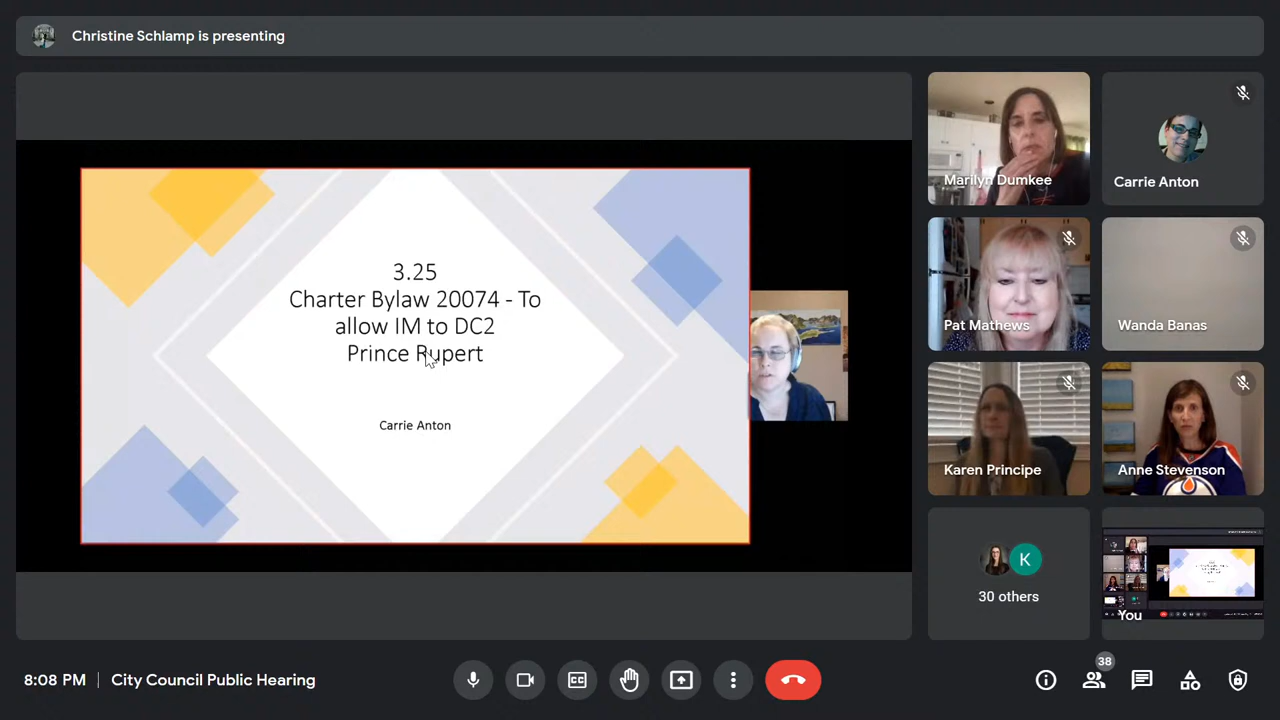 Christine Schlamp is presenting
3.25
Charter Bylaw 20074 - To
allow IM to DC2
Prince Rupert
Carrie Anton
Marilyn Dumkee
Carrie Anton
Pat Mathews
Wanda Banas
Karen Principe
Anne Stevenson
K
30 others
You
8:08 PM | City Council Public Hearing
CC
38